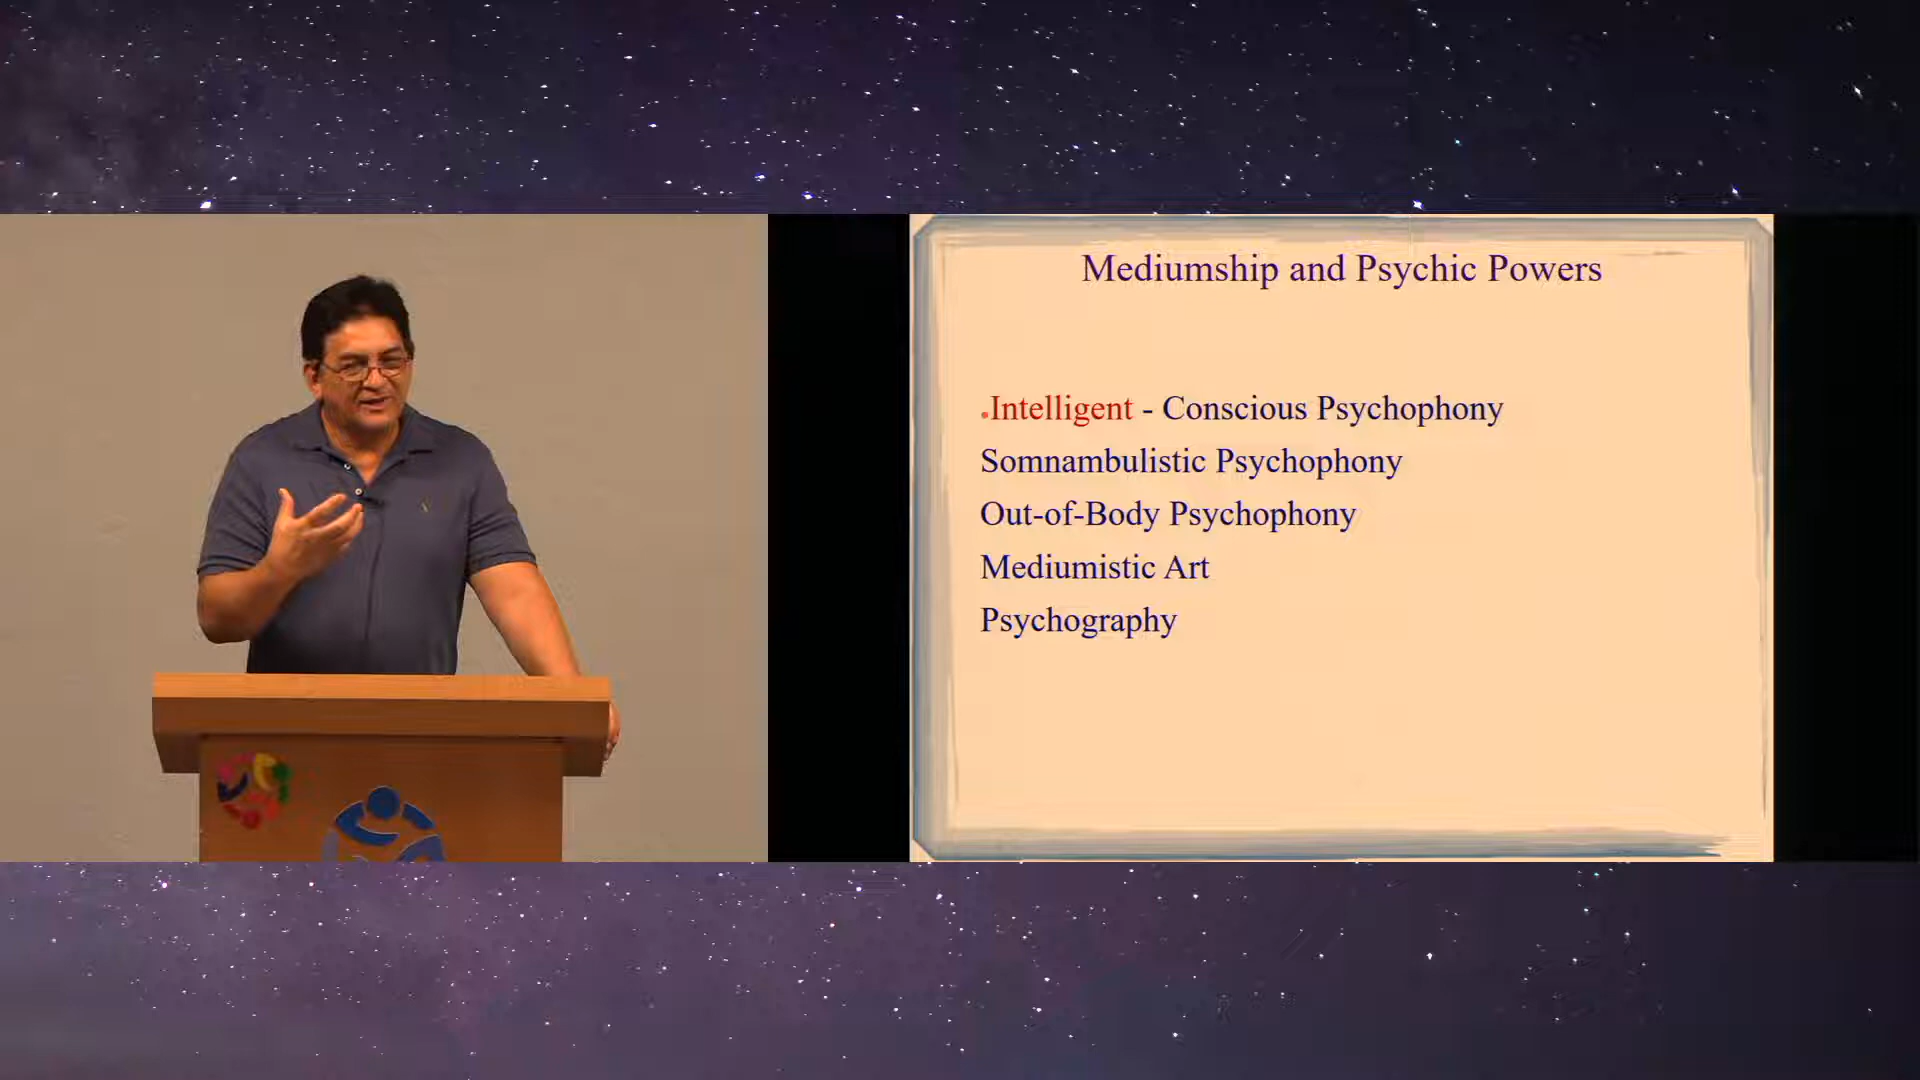 Mediumship and Psychic Powers
•Intelligent - Conscious Psychophony
Somnambulistic Psychophony
Out-of-Body Psychophony
Mediumistic Art
Psychography